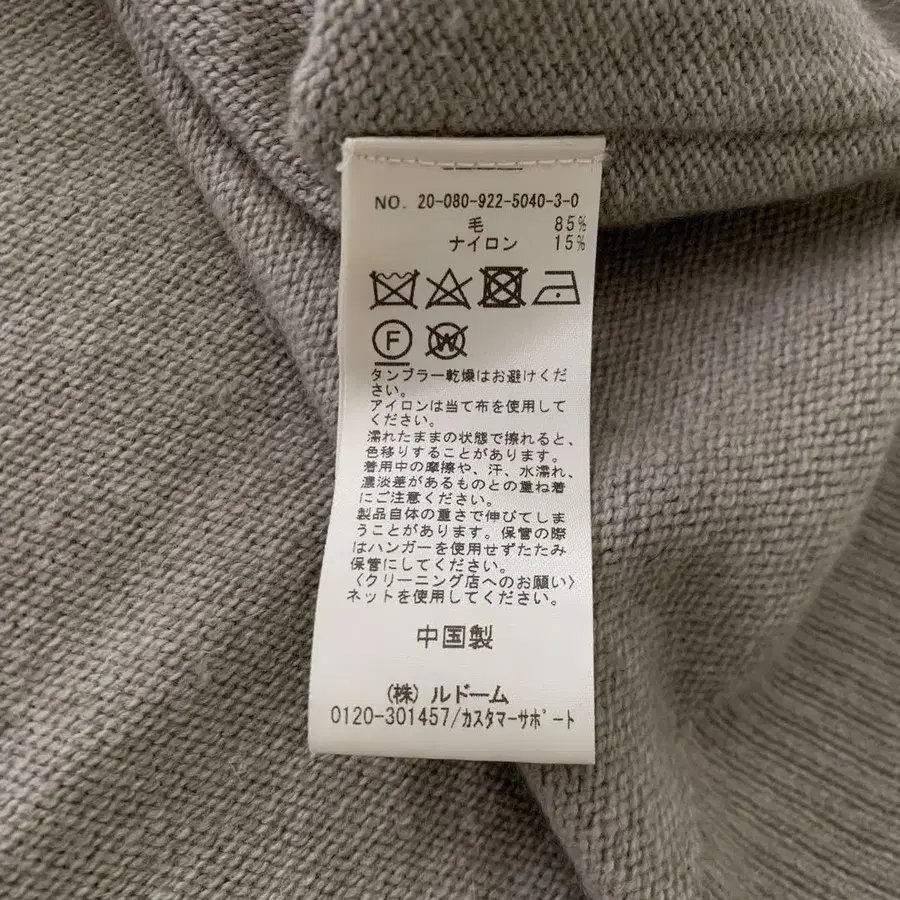 NO. 20-080-922-5040-3-0
毛 85%
ナイロン 15%
F
W
タンブラー乾燥はお避けくだ
さい。
アイロンは当て布を使用して
ください。
濡れたままの状態で擦れると、
色移りすることがあります。
着用中の摩擦や、汗、水濡れ、
濃淡差があるものとの重ね着
にご注意ください。
製品自体の重さで伸びてしま
うことがあります。保管の際
はハンガーを使用せずたたみ
保管にしてください。
〈クリーニング店へのお願い〉
ネットを使用してください。
中国製
(株)ルドーム
0120-301457/カスタマーサポート